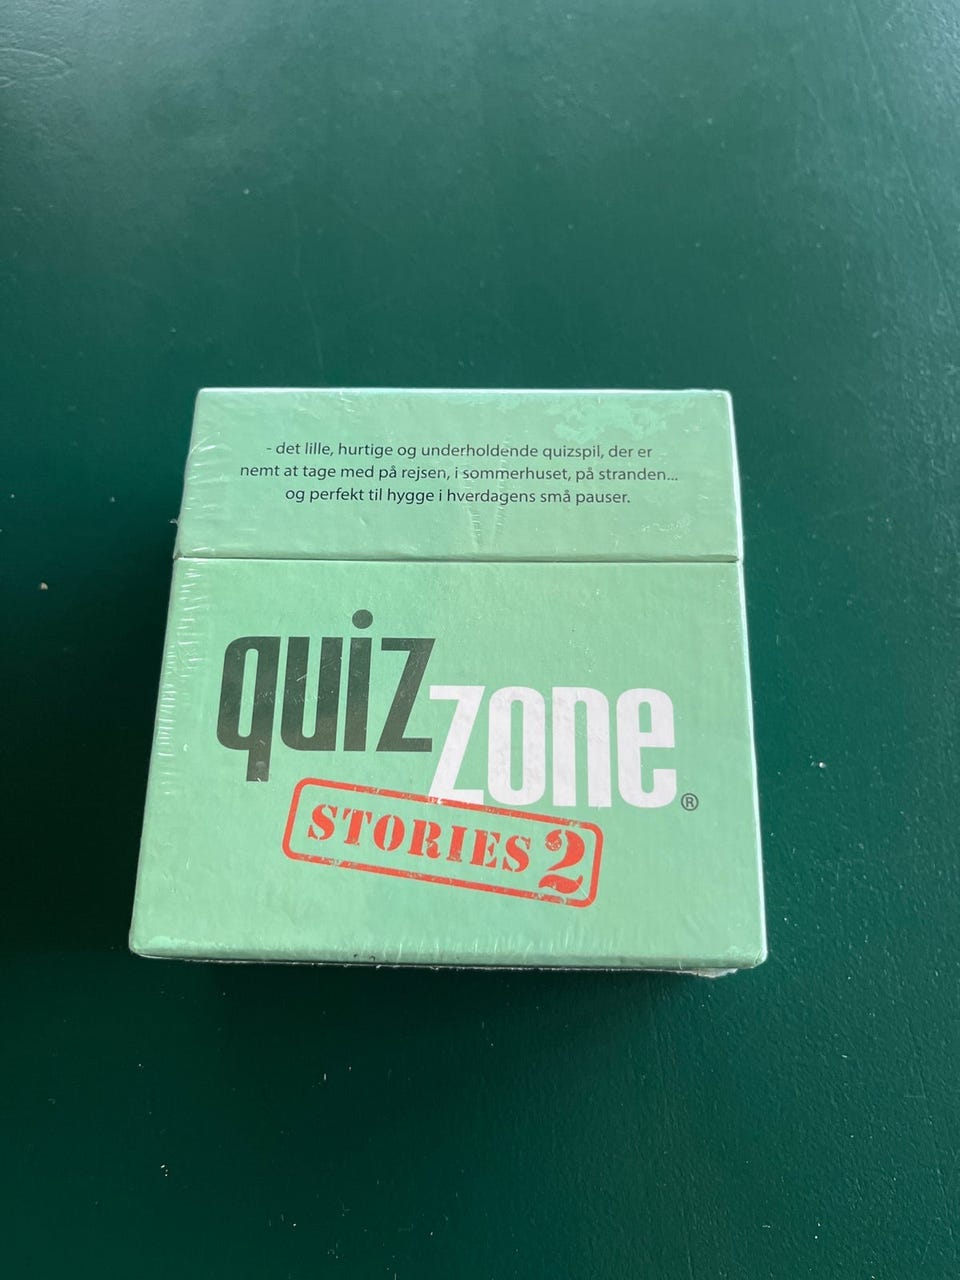 - det lille, hurtige og underholdende quizspil, der er
nemt at tage med på rejsen, i sommerhuset, på stranden...
og perfekt til hygge i hverdagens små pauser.
quiz
zone®
STORIES 2